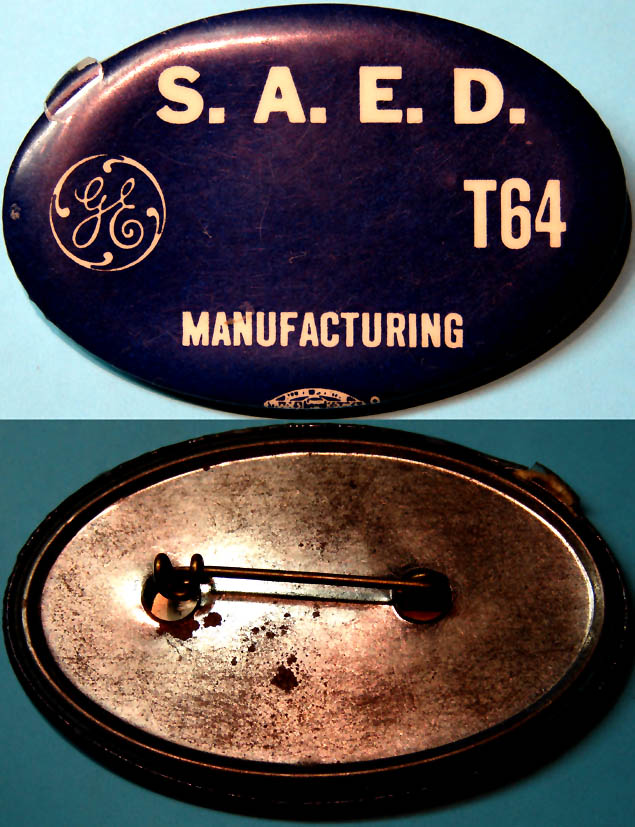 S. A. E. D.
GE
T64
MANUFACTURING